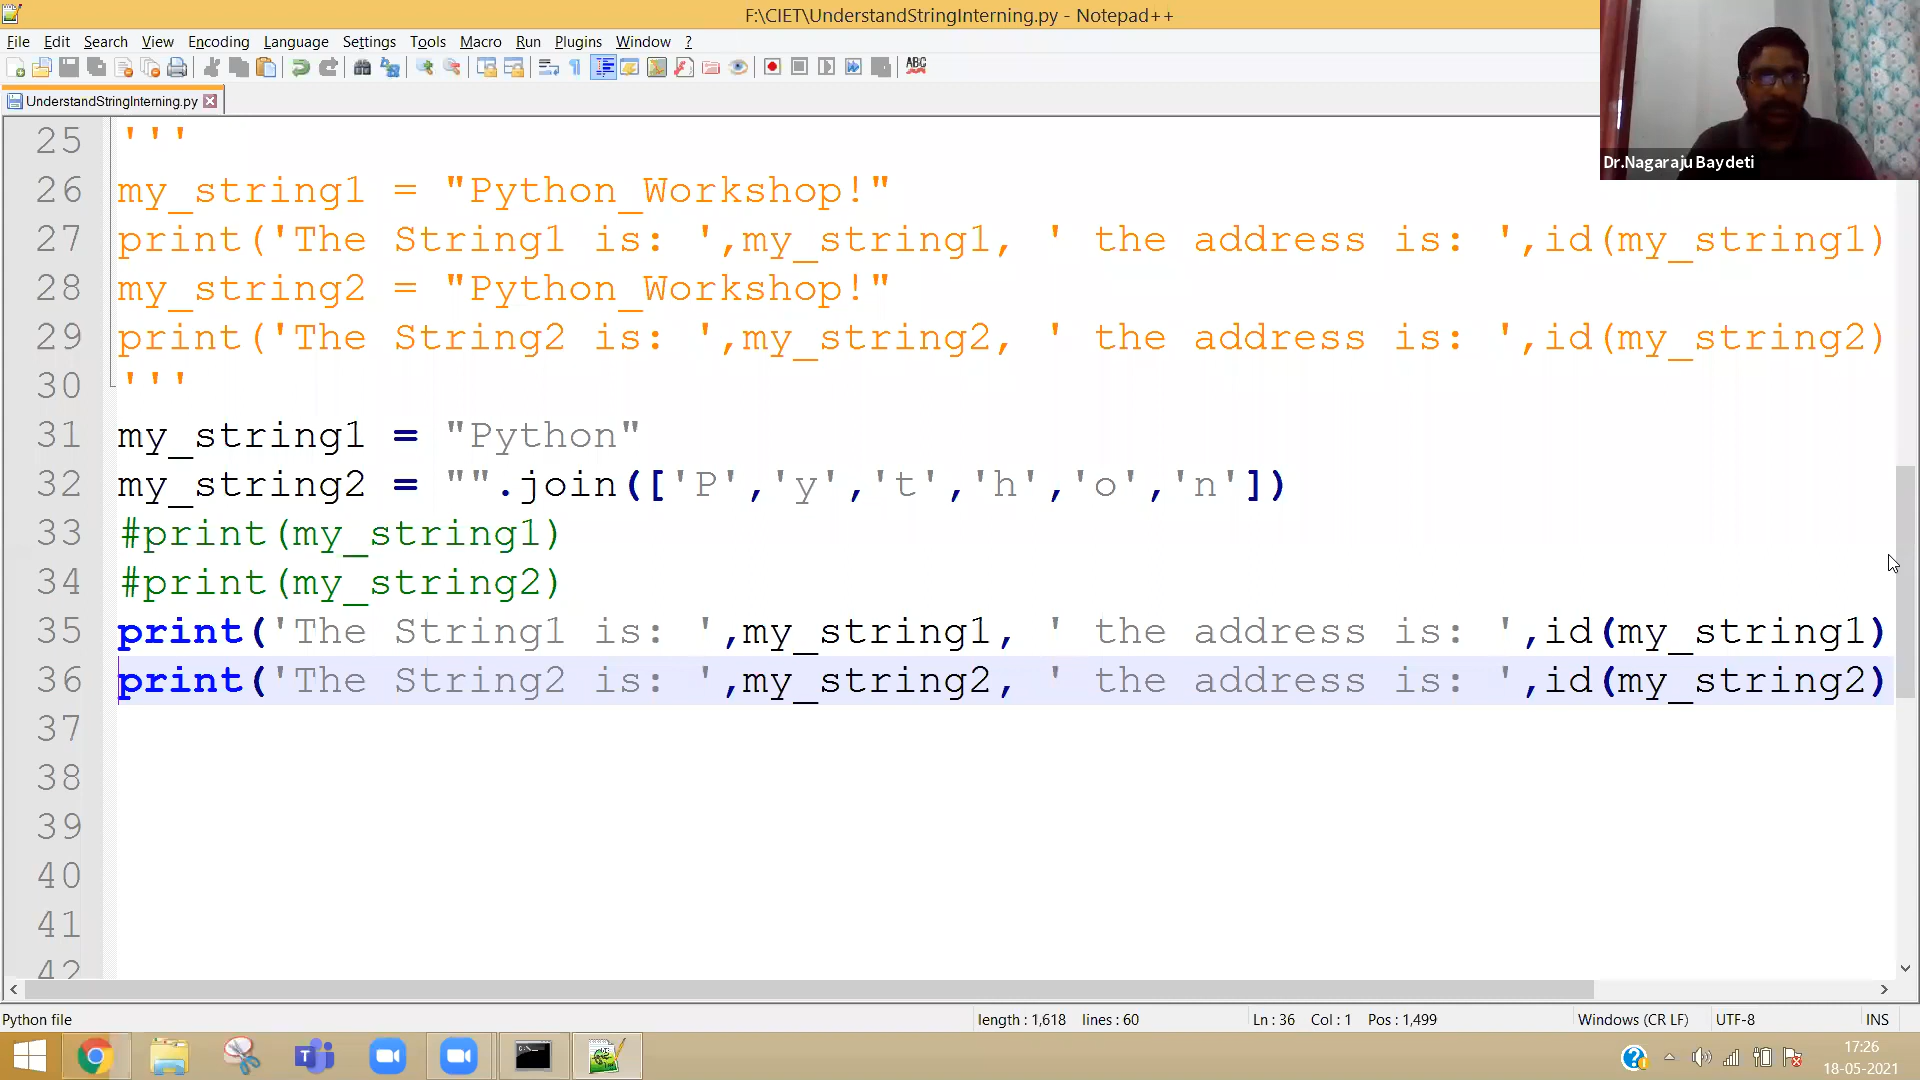 F:\CIET\UnderstandStringInterning.py - Notepad++
File Edit Search View Encoding Language Settings Tools Macro Run Plugins Window ?
ABC
UnderstandStringInterning.py
Dr.Nagaraju Baydeti
25 '''
26 my_string1 = "Python_Workshop!"
27 print('The String1 is: ',my_string1, ' the address is: ',id(my_string1)
28 my_string2 = "Python_Workshop!"
29 print('The String2 is: ',my_string2, ' the address is: ',id(my_string2)
30 '''
31 my_string1 = "Python"
32 my_string2 = "".join(['P','y','t','h','o','n'])
33 #print(my_string1)
34 #print(my_string2)
35 print('The String1 is: ',my_string1, ' the address is: ',id(my_string1)
36 print('The String2 is: ',my_string2, ' the address is: ',id(my_string2)
37
38
39
40
41
42
Python file length : 1,618 lines : 60 Ln : 36 Col : 1 Pos : 1,499 Windows (CR LF) UTF-8 INS
17:26
18-05-2021